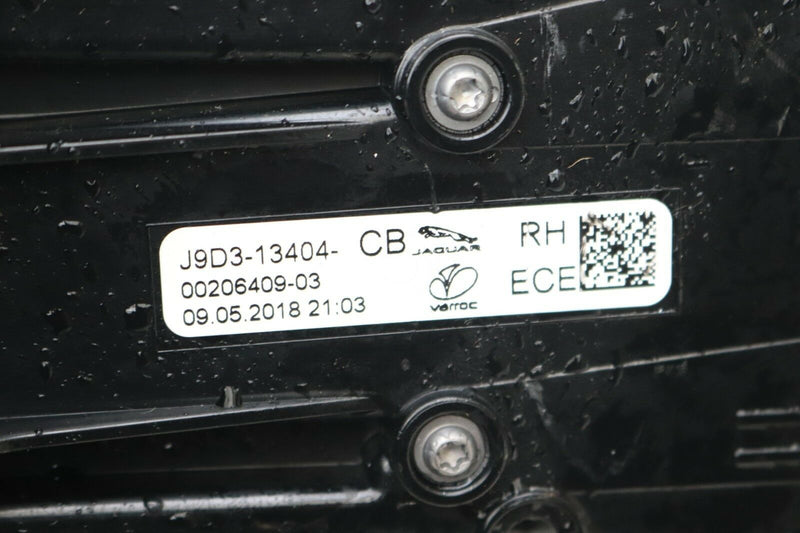 J9D3-13404- CB JAGUAR RH
00206409-03 ECE
09.05.2018 21:03 varroc